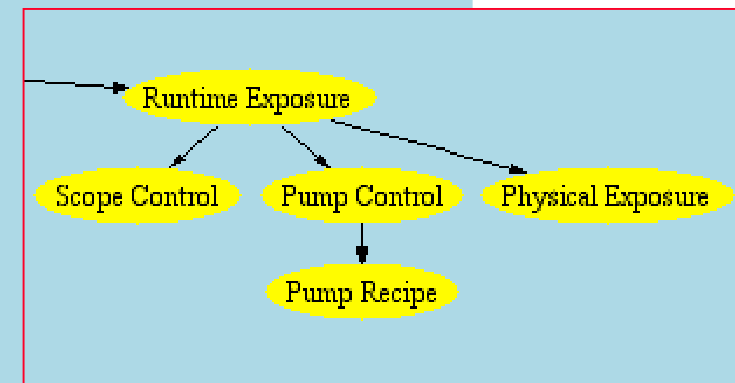 Runtime Exposure
Scope Control
Pump Control
Physical Exposure
Pump Recipe